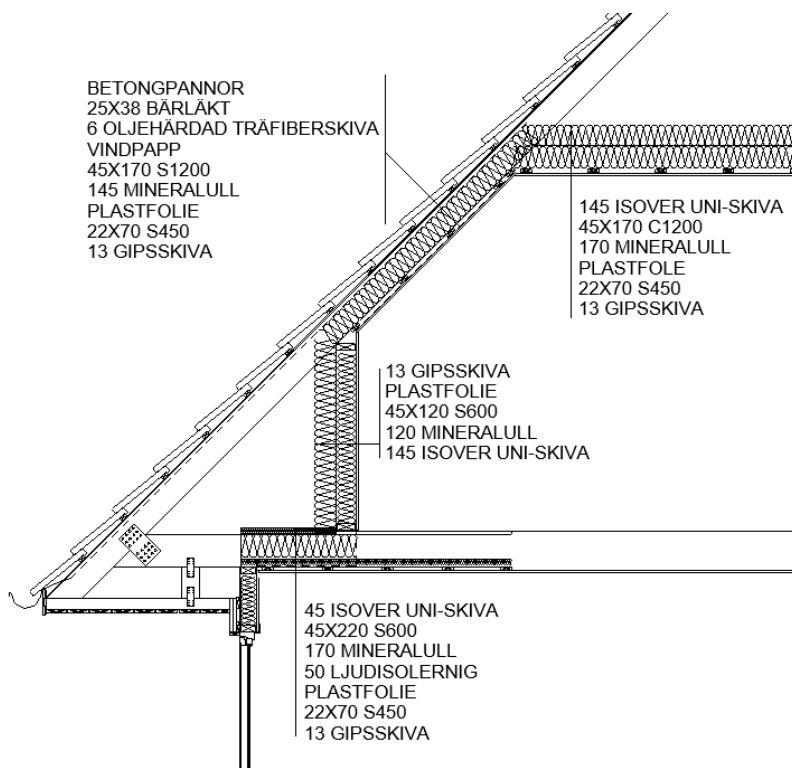 BETONGPANNOR
25X38 BÄRLÄKT
6 OLJEHÄRDAD TRÄFIBERSKIVA
VINDPAPP
45X170 S1200
145 MINERALULL
PLASTFOLIE
22X70 S450
13 GIPSSKIVA
145 ISOVER UNI-SKIVA
45X170 C1200
170 MINERALULL
PLASTFOLE
22X70 S450
13 GIPSSKIVA
13 GIPSSKIVA
PLASTFOLIE
45X120 S600
120 MINERALULL
145 ISOVER UNI-SKIVA
45 ISOVER UNI-SKIVA
45X220 S600
170 MINERALULL
50 LJUDISOLERNIG
PLASTFOLIE
22X70 S450
13 GIPSSKIVA